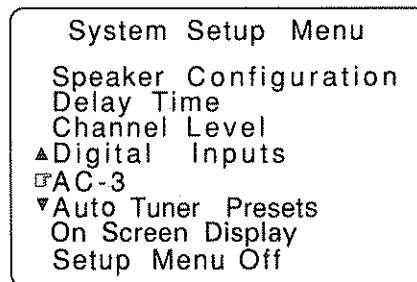 System Setup Menu
Speaker Configuration
Delay Time
Channel Level
Digital Inputs
AC-3
Auto Tuner Presets
On Screen Display
Setup Menu Off